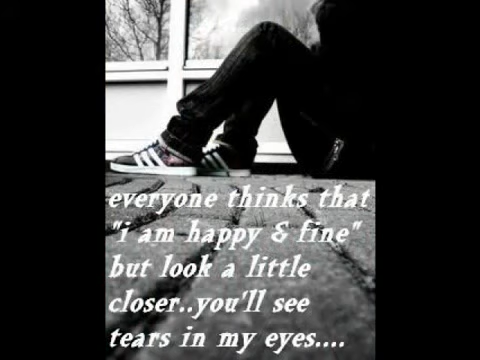 everyone thinks that
"i am happy & fine"
but look a little
closer..you'll see
tears in my eyes....